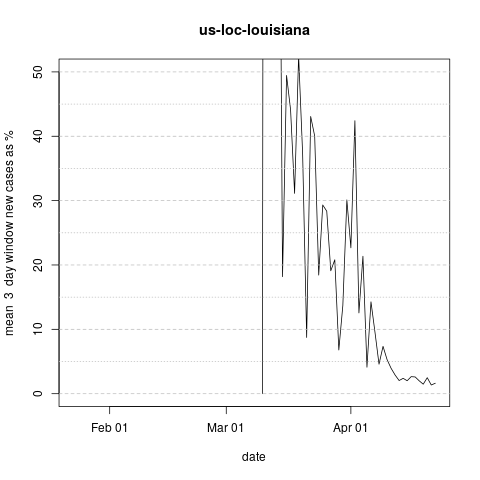 us-loc-louisiana
mean 3 day window new cases as %
50
40
30
20
10
0
Feb 01
Mar 01
Apr 01
date